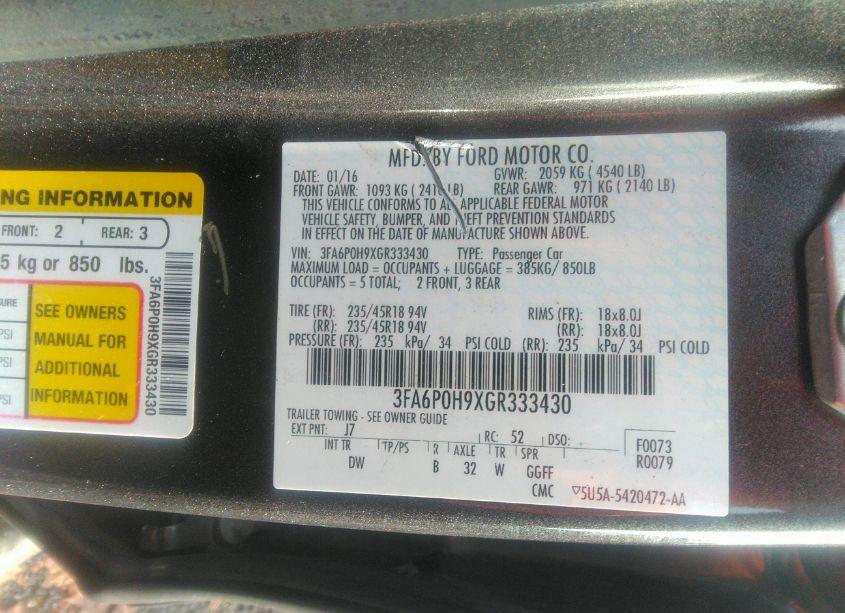 NG INFORMATION
FRONT: 2 REAR: 3
5 kg or 850 lbs.
SURE
PSI
PSI
PSI
SEE OWNERS
MANUAL FOR
ADDITIONAL
INFORMATION
3FA6P0H9XGR333430
MFD. BY FORD MOTOR CO.
DATE: 01/16 GVWR: 2059 KG ( 4540 LB)
FRONT GAWR: 1093 KG ( 2410 LB) REAR GAWR: 971 KG ( 2140 LB)
THIS VEHICLE CONFORMS TO ALL APPLICABLE FEDERAL MOTOR
VEHICLE SAFETY, BUMPER, AND THEFT PREVENTION STANDARDS
IN EFFECT ON THE DATE OF MANUFACTURE SHOWN ABOVE.
VIN: 3FA6P0H9XGR333430 TYPE: Passenger Car
MAXIMUM LOAD = OCCUPANTS + LUGGAGE = 385KG/ 850LB
OCCUPANTS = 5 TOTAL; 2 FRONT, 3 REAR
TIRE (FR): 235/45R18 94V RIMS (FR): 18x8.0J
(RR): 235/45R18 94V (RR): 18x8.0J
PRESSURE (FR): 235 kPa/ 34 PSI COLD (RR): 235 kPa/ 34 PSI COLD
3FA6P0H9XGR333430
TRAILER TOWING - SEE OWNER GUIDE
EXT PNT: J7 RC: 52 DSO: F0073
INT TR TP/PS R AXLE TR SPR R0079
DW B 32 W GGFF
CMC ▽5U5A-5420472-AA